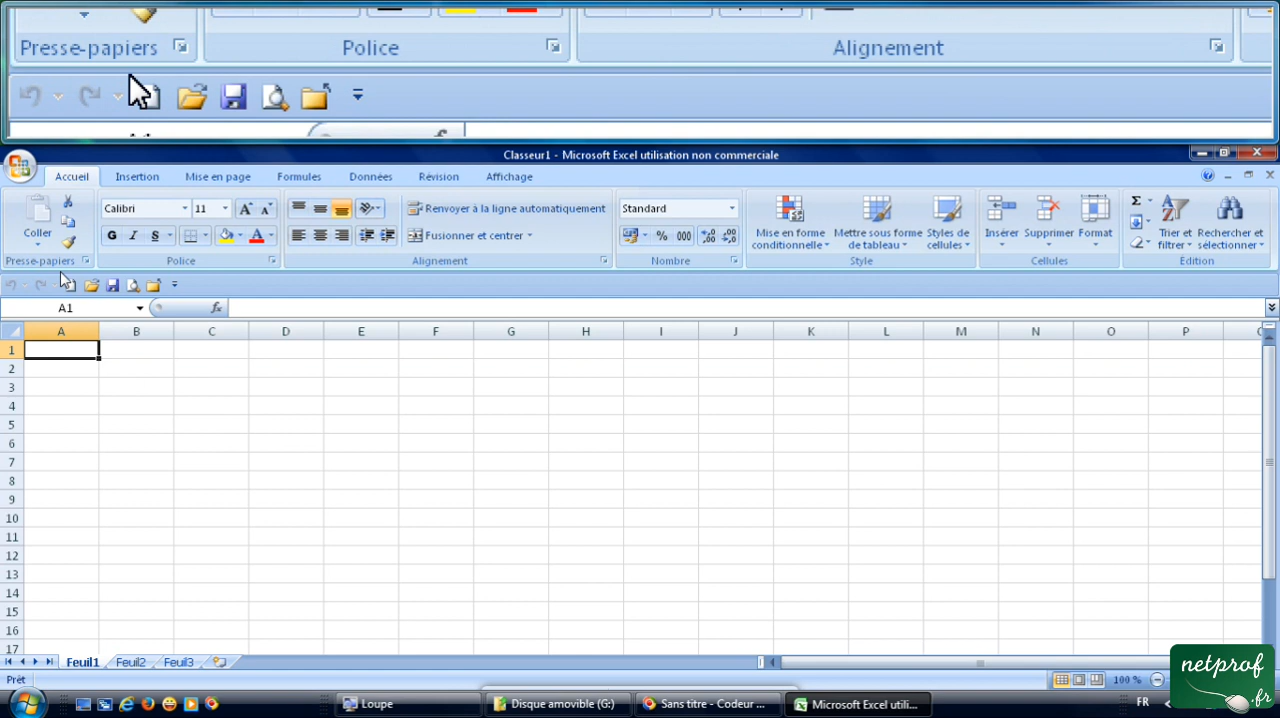 Presse-papiers Police Alignement
Classeur1 - Microsoft Excel utilisation non commerciale
Accueil Insertion Mise en page Formules Données Révision Affichage
Coller
Calibri 11
G I S
Renvoyer à la ligne automatiquement
Fusionner et centrer
Standard
% 000
Mise en forme conditionnelle
Mettre sous forme de tableau
Styles de cellules
Insérer Supprimer Format
Σ
Trier et filtrer
Rechercher et sélectionner
Presse-papiers Police Alignement Nombre Style Cellules Edition
A1 fx
A B C D E F G H I J K L M N O P
1
2
3
4
5
6
7
8
9
10
11
12
13
14
15
16
17
Feuil1 Feuil2 Feuil3
Prêt 100 %
Loupe Disque amovible (G:) Sans titre - Codeur ... Microsoft Excel utili... FR
netprof
.fr